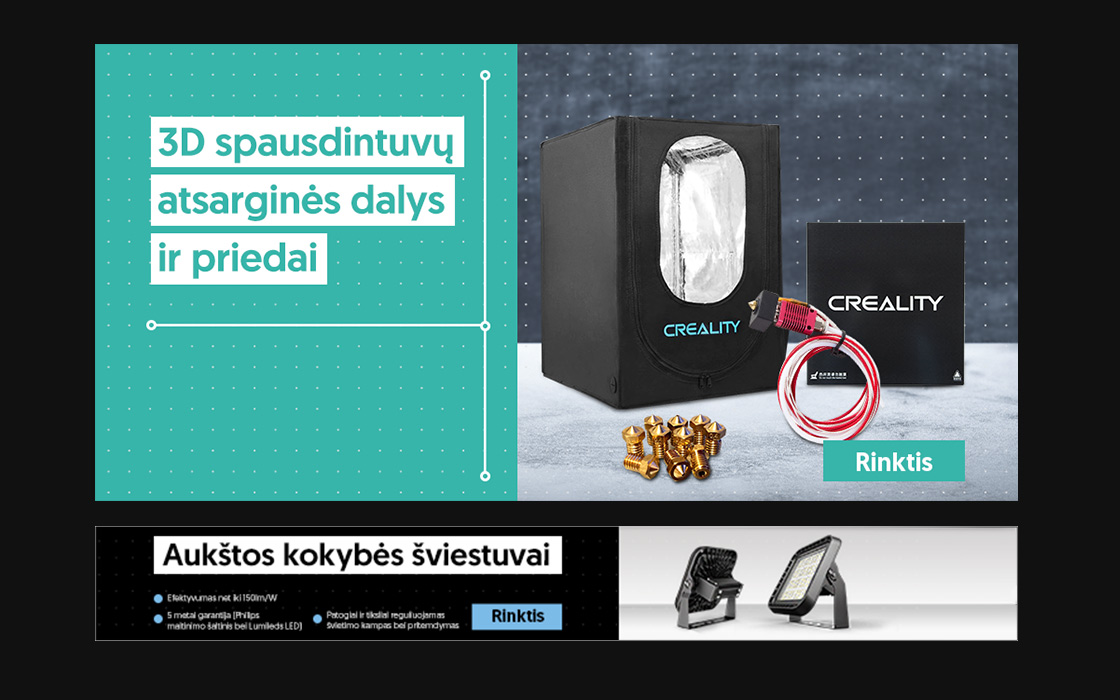 3D spausdintuvų
atsarginės dalys
ir priedai
CREALITY
CREALITY
Rinktis
Aukštos kokybės šviestuvai
Efektyvumas net iki 150lm/W
5 metai garantija (Philips
maitinimo šaltinis bei Lumileds LED)
Patogiai ir tiksliai reguliuojamas
švietimo kampas bei pritemdymas
Rinktis